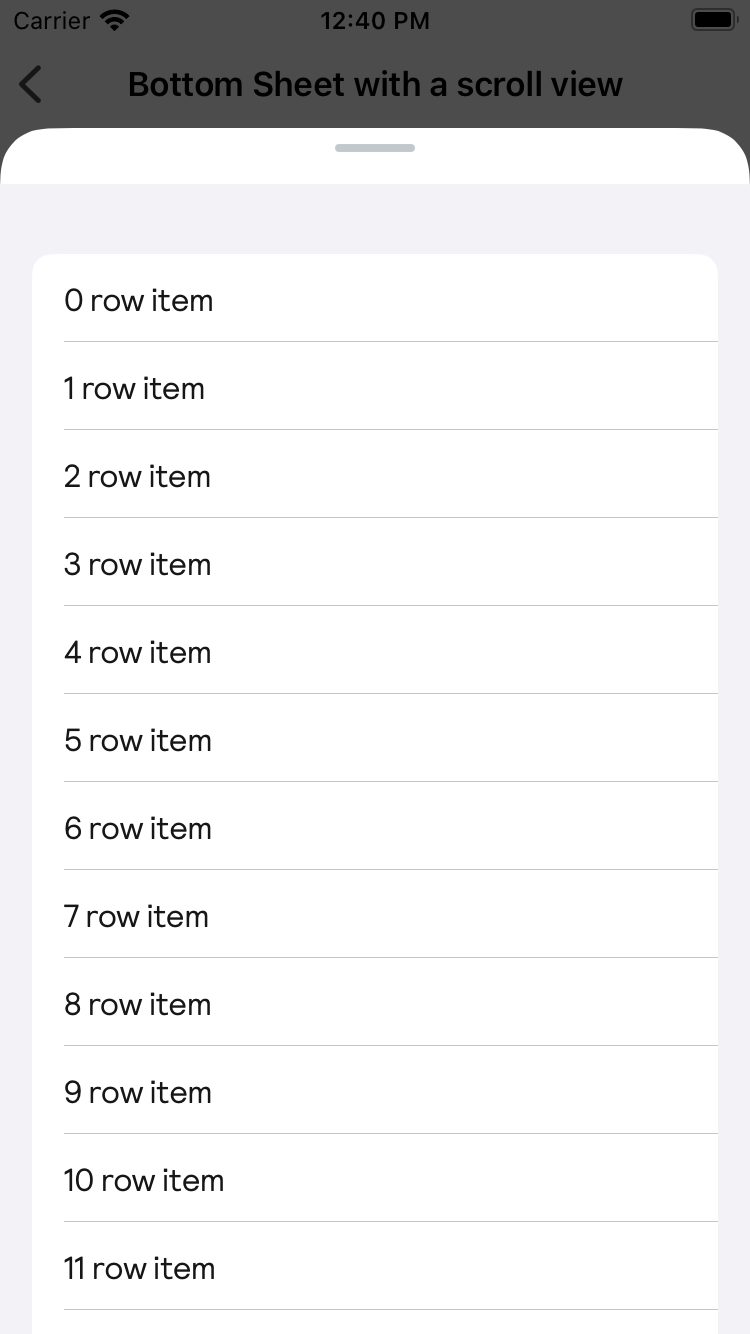 Carrier 12:40 PM
Bottom Sheet with a scroll view
0 row item
1 row item
2 row item
3 row item
4 row item
5 row item
6 row item
7 row item
8 row item
9 row item
10 row item
11 row item